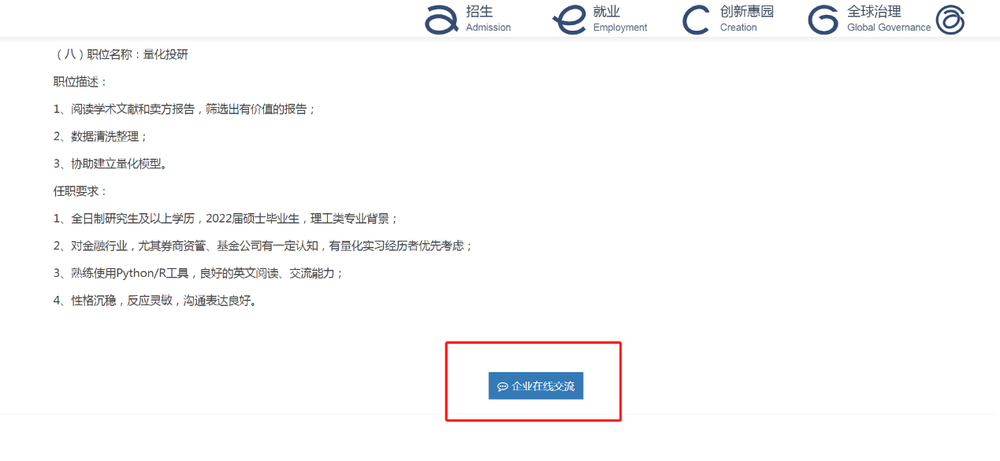 招生
Admission
就业
Employment
创新惠园
Creation
全球治理
Global Governance
（八）职位名称：量化投研
职位描述：
1、阅读学术文献和卖方报告，筛选出有价值的报告；
2、数据清洗整理；
3、协助建立量化模型。
任职要求：
1、全日制研究生及以上学历，2022届硕士毕业生，理工类专业背景；
2、对金融行业，尤其券商资管、基金公司有一定认知，有量化实习经历者优先考虑；
3、熟练使用Python/R工具，良好的英文阅读、交流能力；
4、性格沉稳，反应灵敏，沟通表达良好。
企业在线交流